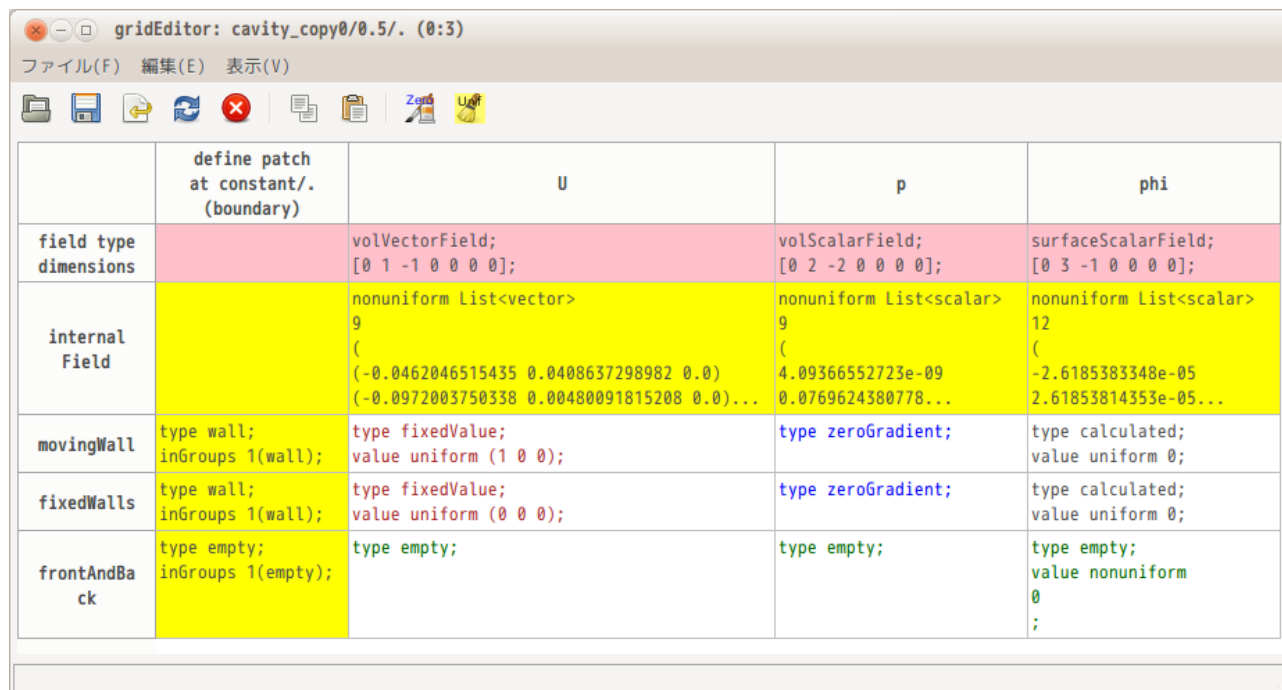 gridEditor: cavity_copy0/0.5/. (0:3)
ファイル(F) 編集(E) 表示(V)
Zero Unif
define patch
at constant/.
(boundary)
U
p
phi
field type
dimensions
volVectorField;
[0 1 -1 0 0 0 0];
volScalarField;
[0 2 -2 0 0 0 0];
surfaceScalarField;
[0 3 -1 0 0 0 0];
internal
Field
nonuniform List<vector>
9
(
(-0.0462046515435 0.0408637298982 0.0)
(-0.0972003750338 0.00480091815208 0.0)...
nonuniform List<scalar>
9
(
4.09366552723e-09
0.0769624380778...
nonuniform List<scalar>
12
(
-2.6185383348e-05
2.61853814353e-05...
movingWall
type wall;
inGroups 1(wall);
type fixedValue;
value uniform (1 0 0);
type zeroGradient;
type calculated;
value uniform 0;
fixedWalls
type wall;
inGroups 1(wall);
type fixedValue;
value uniform (0 0 0);
type zeroGradient;
type calculated;
value uniform 0;
frontAndBa
ck
type empty;
inGroups 1(empty);
type empty;
type empty;
type empty;
value nonuniform
0
;